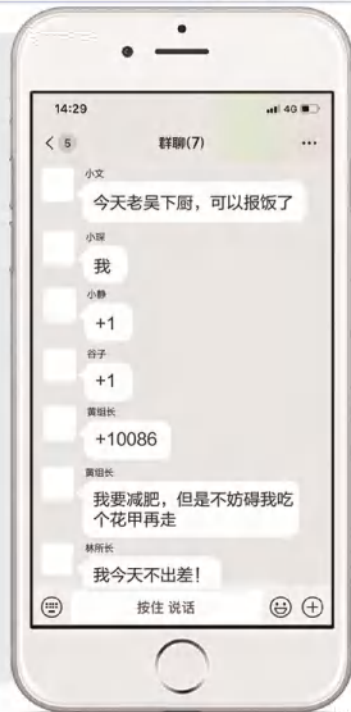 14:29
4G
5
群聊(7)
小文
今天老吴下厨，可以报饭了
小琛
我
小静
+1
谷子
+1
黄组长
+10086
黄组长
我要减肥，但是不妨碍我吃
个花甲再走
林所长
我今天不出差！
按住 说话